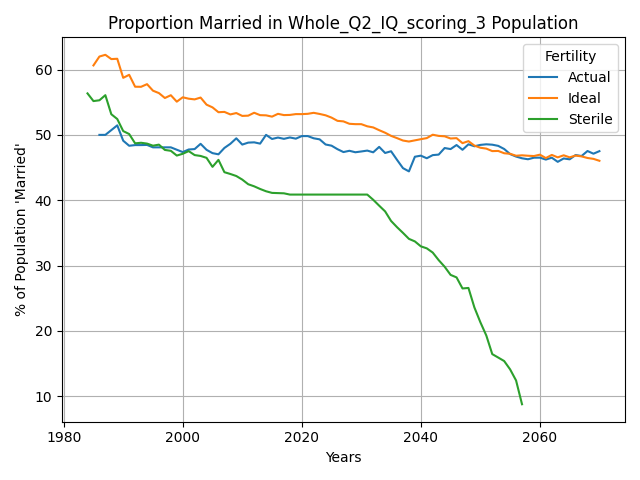 Proportion Married in Whole_Q2_IQ_scoring_3 Population
Fertility
Actual
Ideal
Sterile
% of Population 'Married'
60
50
40
30
20
10
1980
2000
2020
2040
2060
Years